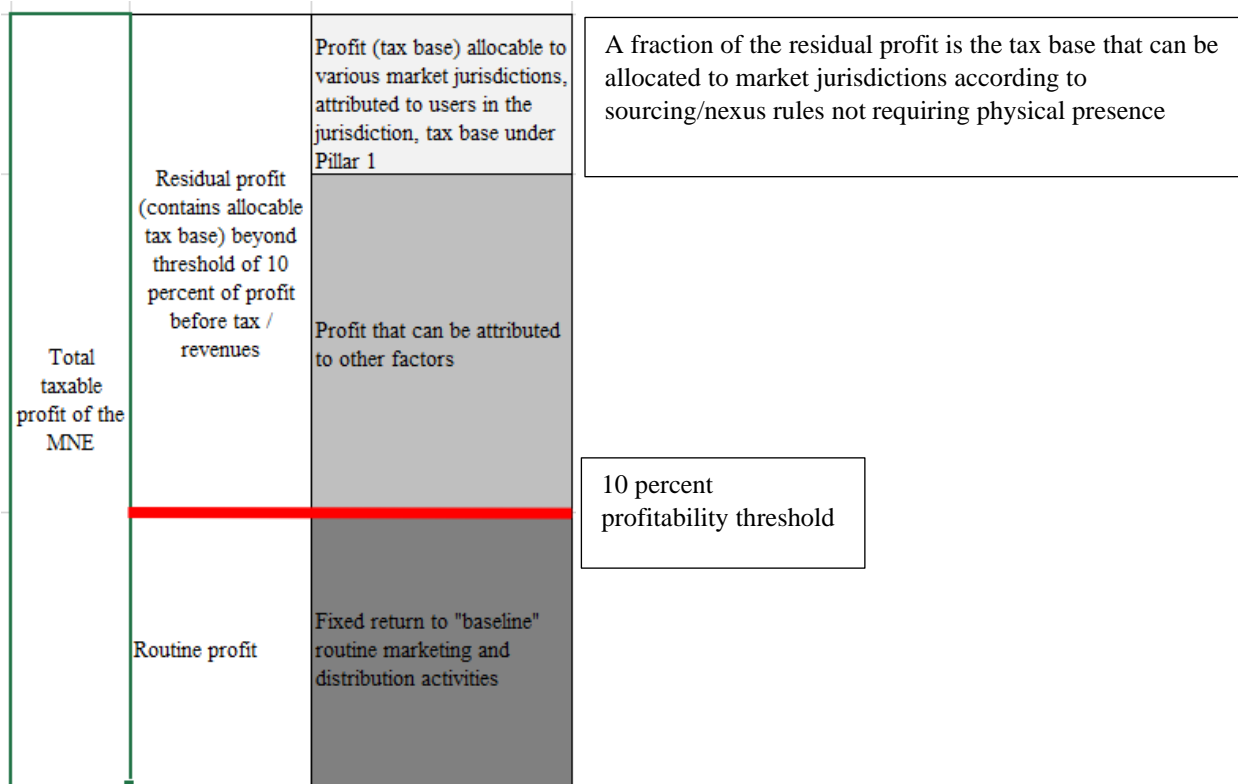 Total
taxable
profit of the
MNE
Residual profit
(contains allocable
tax base) beyond
threshold of 10
percent of profit
before tax /
revenues
Profit (tax base) allocable to
various market jurisdictions,
attributed to users in the
jurisdiction, tax base under
Pillar 1
A fraction of the residual profit is the tax base that can be
allocated to market jurisdictions according to
sourcing/nexus rules not requiring physical presence
Profit that can be attributed
to other factors
10 percent
profitability threshold
Routine profit
Fixed return to "baseline"
routine marketing and
distribution activities